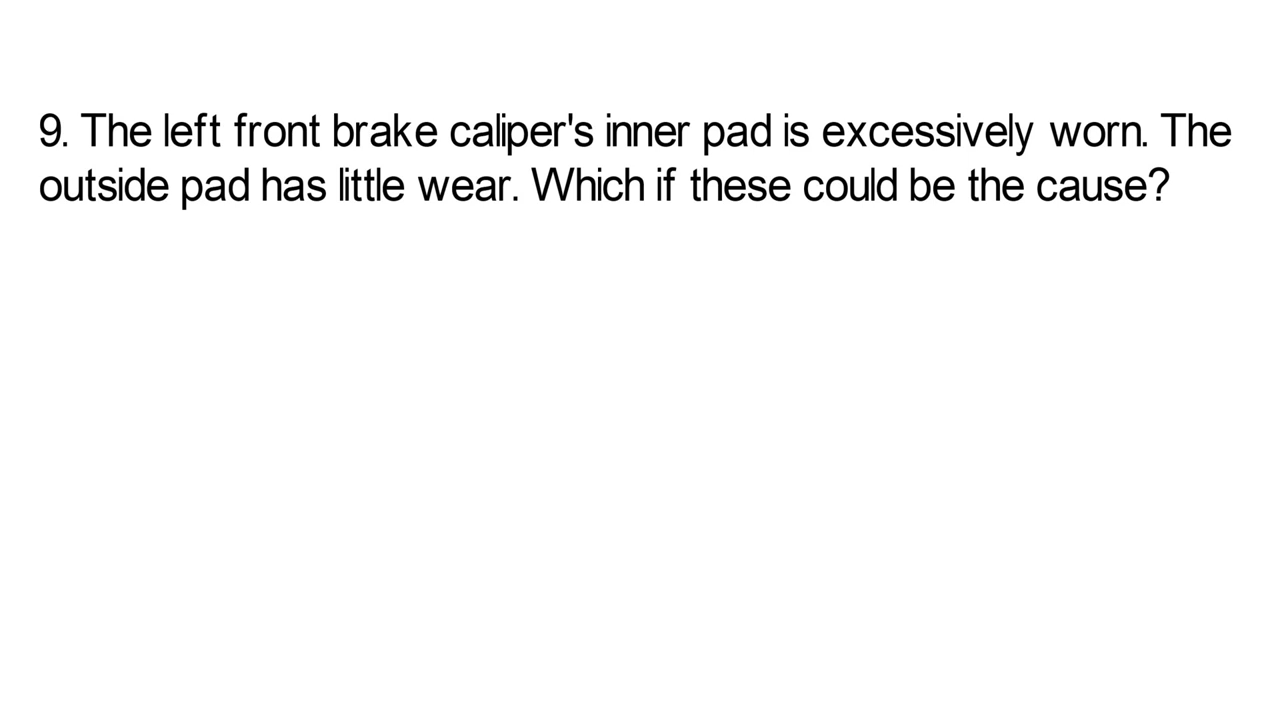 9. The left front brake caliper's inner pad is excessively worn. The
outside pad has little wear. Which if these could be the cause?